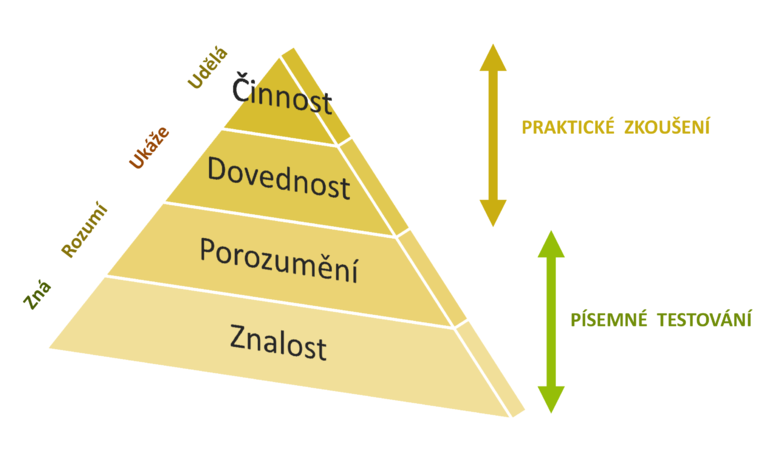 Udělá
Činnost
PRAKTICKÉ ZKOUŠENÍ
Ukáže
Dovednost
Rozumí
Porozumění
Zná
Znalost
PÍSEMNÉ TESTOVÁNÍ